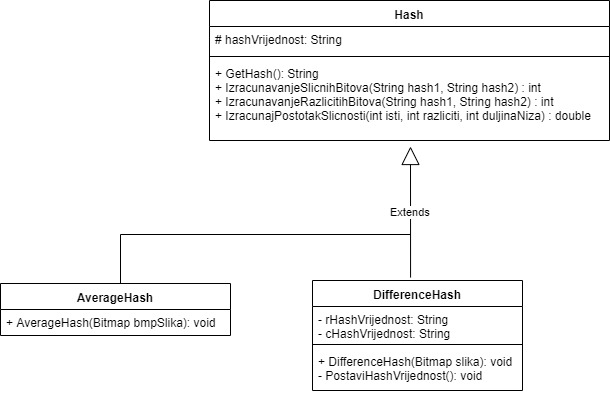 Hash
# hashVrijednost: String
+ GetHash(): String
+ IzracunavanjeSlicnihBitova(String hash1, String hash2) : int
+ IzracunavanjeRazlicitihBitova(String hash1, String hash2) : int
+ IzracunajPostotakSlicnosti(int isti, int razliciti, int duljinaNiza) : double
Extends
AverageHash
+ AverageHash(Bitmap bmpSlika): void
DifferenceHash
- rHashVrijednost: String
- cHashVrijednost: String
+ DifferenceHash(Bitmap slika): void
- PostaviHashVrijednost(): void